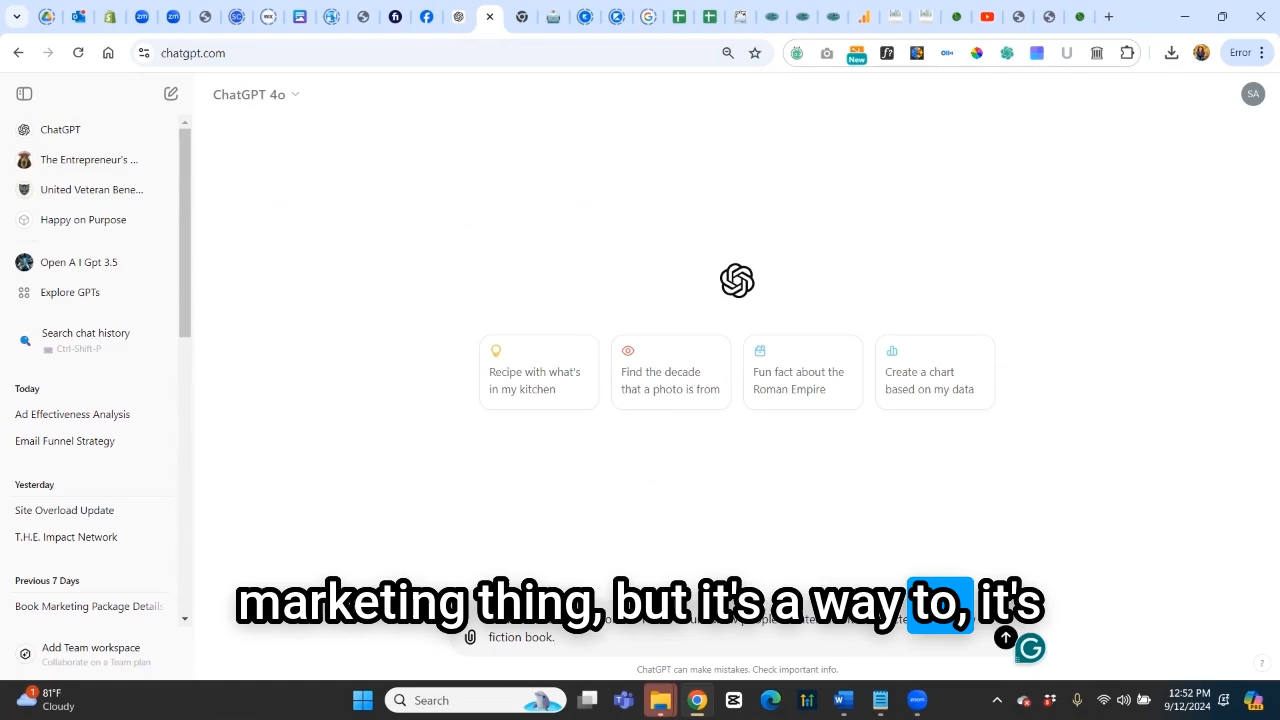 chatgpt.com
New
Error
ChatGPT 4o
SA
ChatGPT
The Entrepreneur's ...
United Veteran Bene...
Happy on Purpose
Open A I Gpt 3.5
Explore GPTs
Search chat history
Ctrl-Shift-P
Today
Ad Effectiveness Analysis
Email Funnel Strategy
Yesterday
Site Overload Update
T.H.E. Impact Network
Previous 7 Days
Book Marketing Package Details
Add Team workspace
Collaborate on a Team plan
Recipe with what's
in my kitchen
Find the decade
that a photo is from
Fun fact about the
Roman Empire
Create a chart
based on my data
marketing thing, but it's a way to, it's
fiction book.
ChatGPT can make mistakes. Check important info.
?
1
81°F
Cloudy
Search
zoom
12:52 PM
9/12/2024